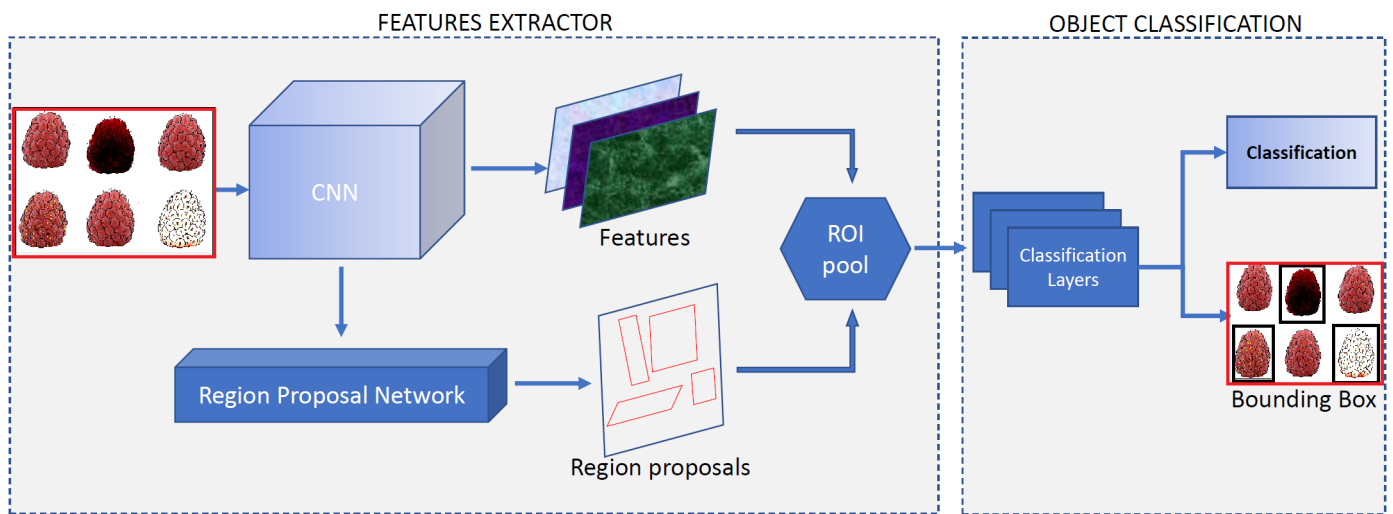 FEATURES EXTRACTOR
OBJECT CLASSIFICATION
CNN
Features
ROI
pool
Classification
Classification
Layers
Region Proposal Network
Bounding Box
Region proposals